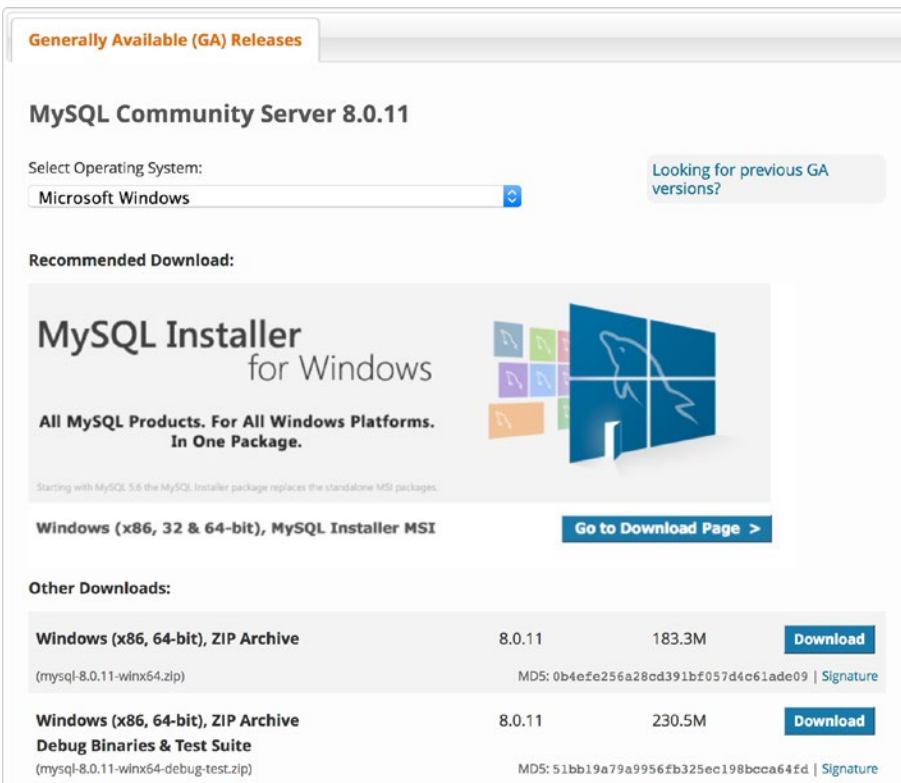 Generally Available (GA) Releases
MySQL Community Server 8.0.11
Select Operating System:
Looking for previous GA
versions?
Microsoft Windows
Recommended Download:
MySQL Installer
for Windows
All MySQL Products. For All Windows Platforms.
In One Package.
Starting with MySQL 5.6 the MySQL Installer package replaces the standalone MSI packages.
Windows (x86, 32 & 64-bit), MySQL Installer MSI Go to Download Page >
Other Downloads:
Windows (x86, 64-bit), ZIP Archive 8.0.11 183.3M Download
(mysql-8.0.11-winx64.zip) MD5: 0b4efe256a28cd391bf057d4c61ade09 | Signature
Windows (x86, 64-bit), ZIP Archive 8.0.11 230.5M Download
Debug Binaries & Test Suite
(mysql-8.0.11-winx64-debug-test.zip) MD5: 51bb19a79a9956fb325ec198bcca64fd | Signature